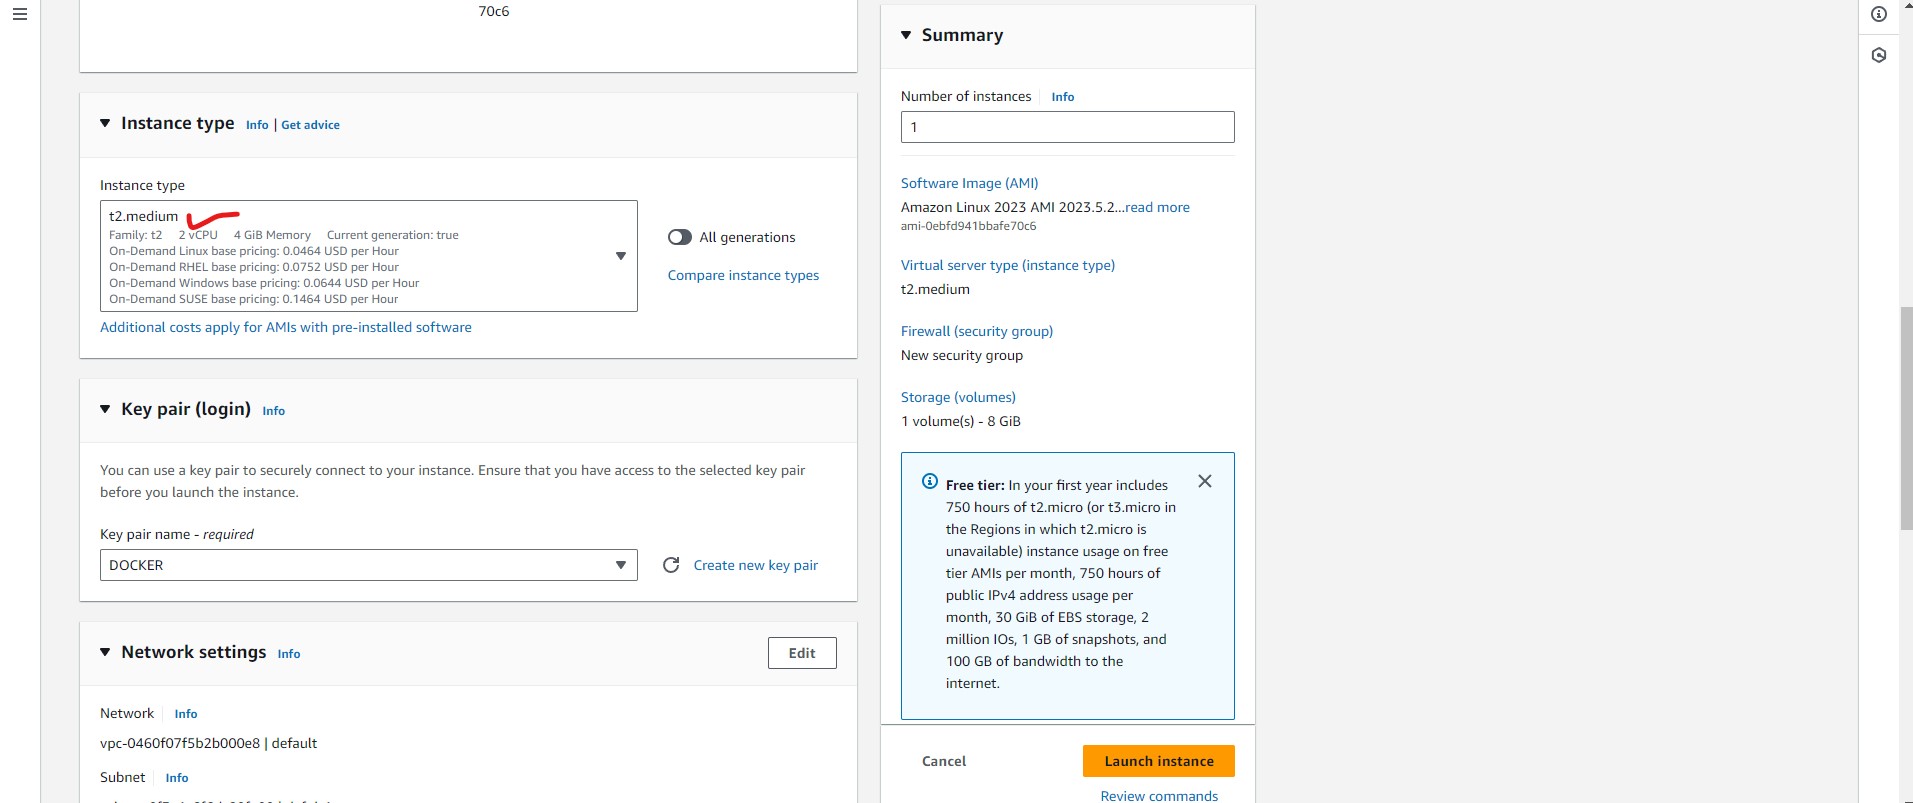 70c6
Instance type Info | Get advice
Instance type
t2.medium
Family: t2 2 vCPU 4 GiB Memory Current generation: true
On-Demand Linux base pricing: 0.0464 USD per Hour
On-Demand RHEL base pricing: 0.0752 USD per Hour
On-Demand Windows base pricing: 0.0644 USD per Hour
On-Demand SUSE base pricing: 0.1464 USD per Hour
All generations
Compare instance types
Additional costs apply for AMIs with pre-installed software
Key pair (login) Info
You can use a key pair to securely connect to your instance. Ensure that you have access to the selected key pair
before you launch the instance.
Key pair name - required
DOCKER
Create new key pair
Network settings Info
Edit
Network Info
vpc-0460f07f5b2b000e8 | default
Subnet Info
Summary
Number of instances Info
1
Software Image (AMI)
Amazon Linux 2023 AMI 2023.5.2...read more
ami-0ebfd941bbafe70c6
Virtual server type (instance type)
t2.medium
Firewall (security group)
New security group
Storage (volumes)
1 volume(s) - 8 GiB
Free tier: In your first year includes
750 hours of t2.micro (or t3.micro in
the Regions in which t2.micro is
unavailable) instance usage on free
tier AMIs per month, 750 hours of
public IPv4 address usage per
month, 30 GiB of EBS storage, 2
million IOs, 1 GB of snapshots, and
100 GB of bandwidth to the
internet.
Cancel
Launch instance
Review commands